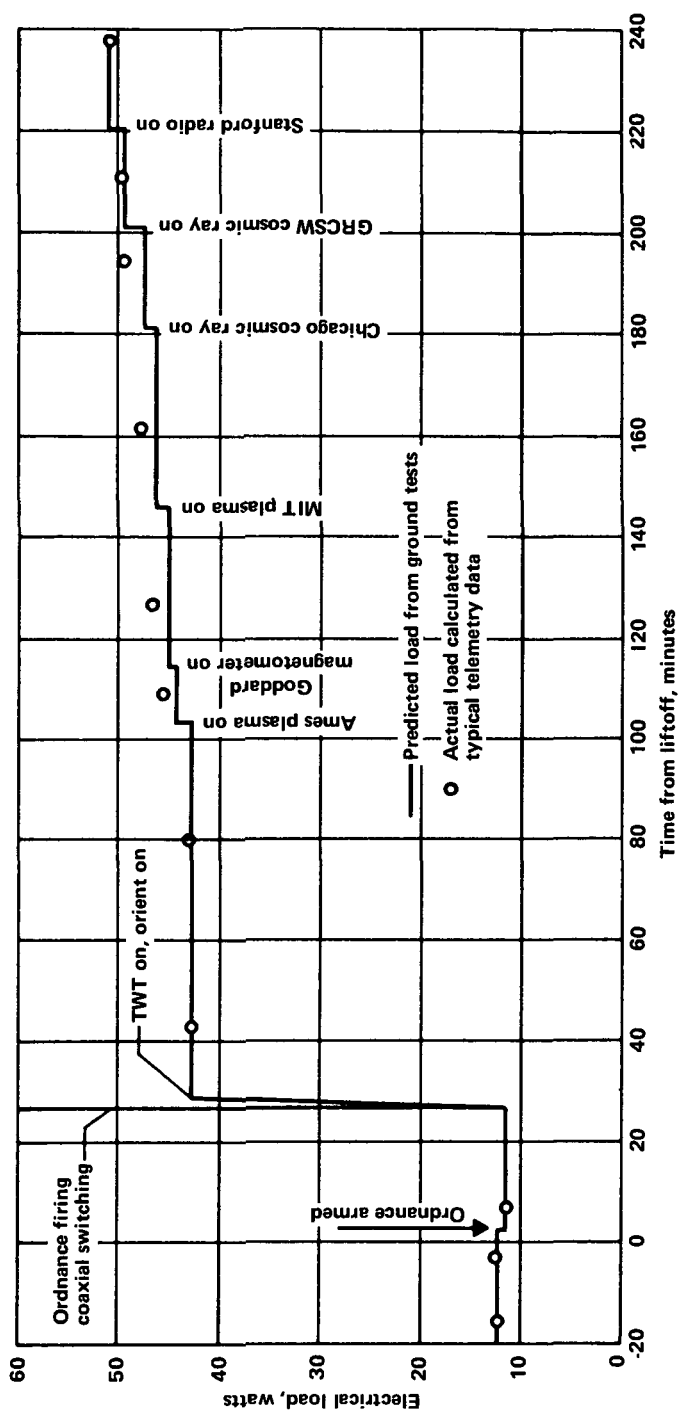 60
50
40
30
20
10
0
Electrical load, watts
-20
0
20
40
60
80
100
120
140
160
180
200
220
240
Time from liftoff, minutes
Ordnance firing
coaxial switching
TWT on, orient on
Ordnance armed
Ames plasma on
Goddard
magnetometer on
MIT plasma on
Chicago cosmic ray on
GRCSW cosmic ray on
Stanford radio on
Predicted load from ground tests
Actual load calculated from
typical telemetry data